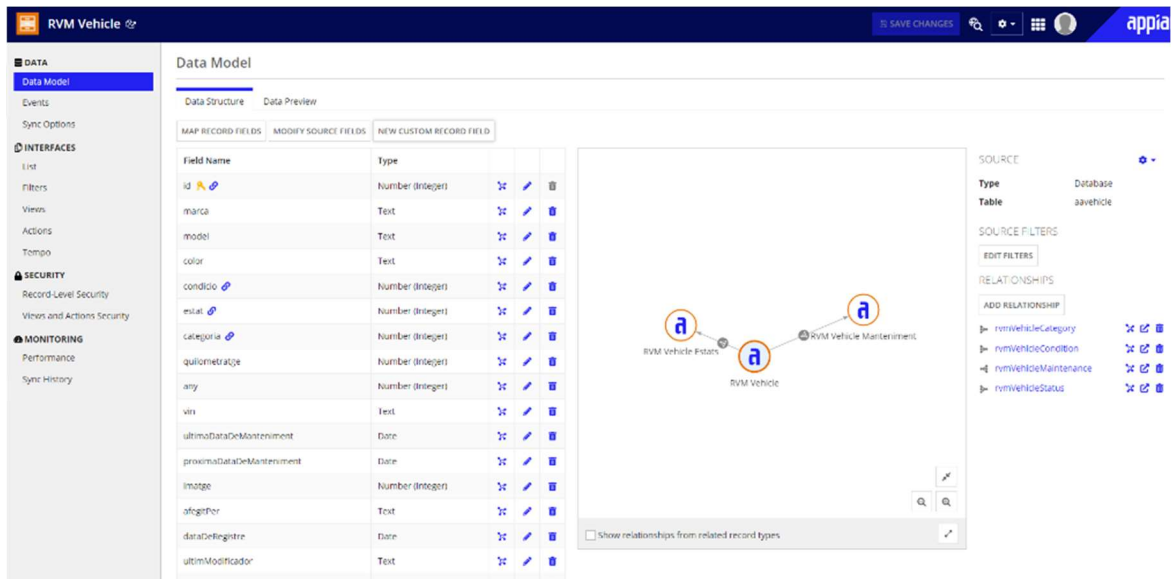 RVM Vehicle
SAVE CHANGES
appia
DATA
Data Model
Events
Sync Options
INTERFACES
List
Filters
Views
Actions
Tempo
SECURITY
Record-Level Security
Views and Actions Security
MONITORING
Performance
Sync History
Data Model
Data Structure Data Preview
MAP RECORD FIELDS MODIFY SOURCE FIELDS NEW CUSTOM RECORD FIELD
Field Name Type
id Number (Integer)
marca Text
model Text
color Text
condicio Number (Integer)
estat Number (Integer)
categoria Number (Integer)
quilometratge Number (Integer)
any Number (Integer)
vin Text
ultimaDataDeManteniment Date
proximaDataDeManteniment Date
imatge Number (Integer)
afegitPer Text
dataDeRegistre Date
ultimModificador Text
RVM Vehicle Estats
RVM Vehicle Manteniment
RVM Vehicle
Show relationships from related record types
SOURCE
Type Database
Table aavehicle
SOURCE FILTERS
EDIT FILTERS
RELATIONSHIPS
ADD RELATIONSHIP
rvmVehicleCategory
rvmVehicleCondition
rvmVehicleMaintenance
rvmVehicleStatus